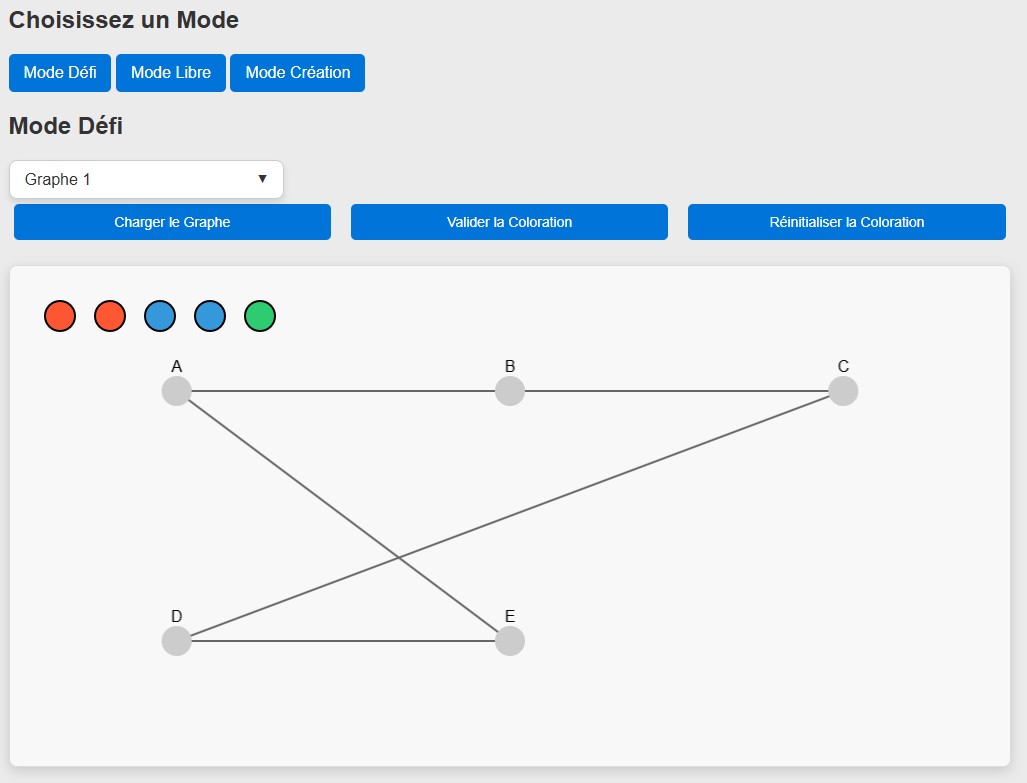 Choisissez un Mode
Mode Défi Mode Libre Mode Création
Mode Défi
Graphe 1 ▼
Charger le Graphe Valider la Coloration Réinitialiser la Coloration
A B C
D E